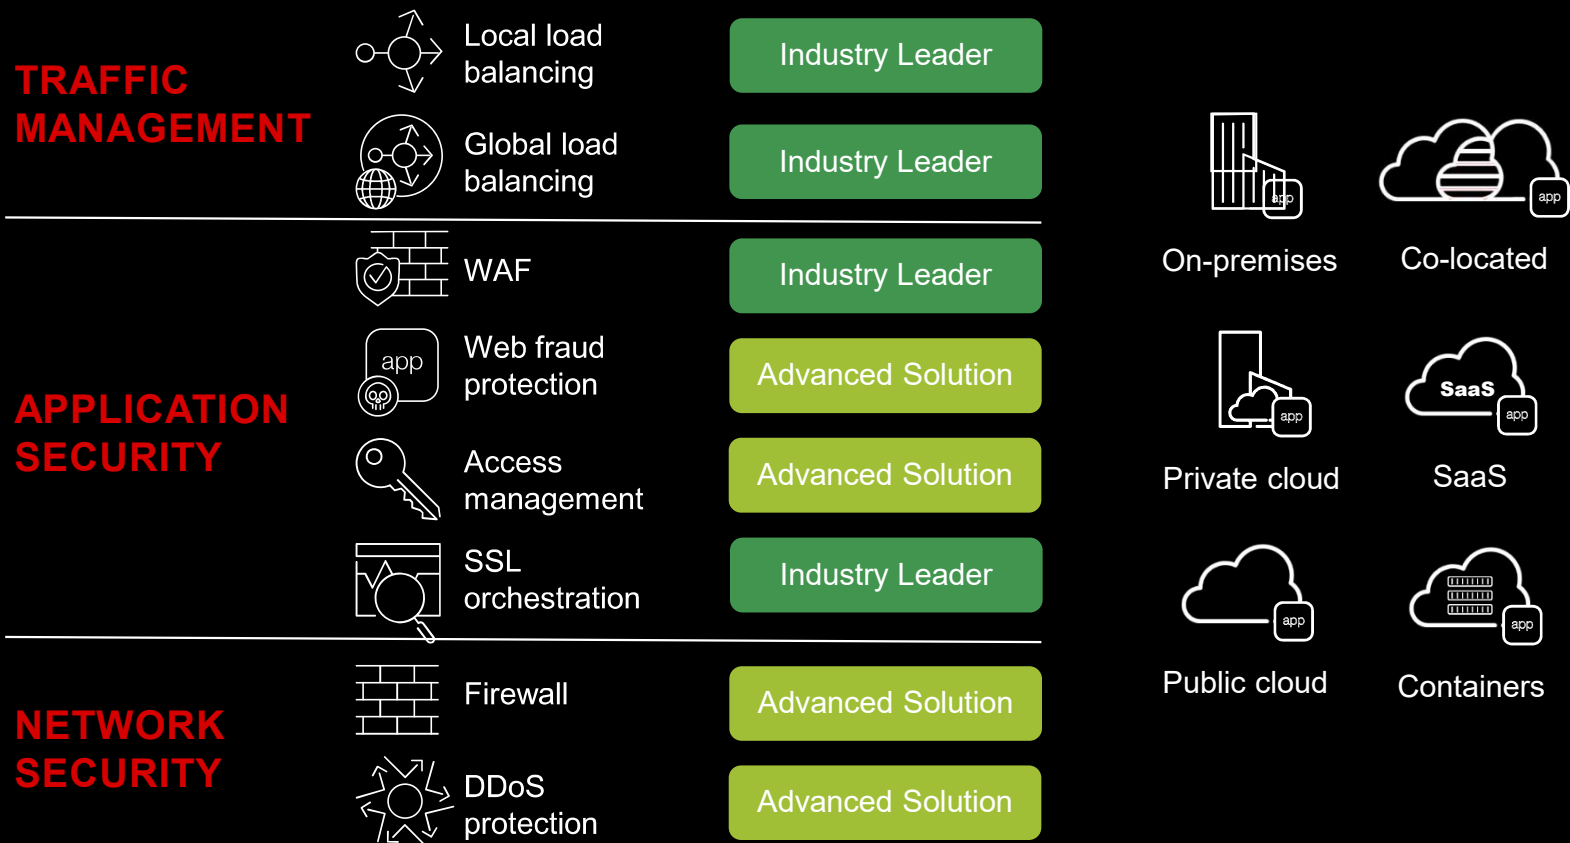 TRAFFIC
MANAGEMENT
Local load
balancing
Industry Leader
Global load
balancing
Industry Leader
APPLICATION
SECURITY
WAF
Industry Leader
app
Web fraud
protection
Advanced Solution
Access
management
Advanced Solution
SSL
orchestration
Industry Leader
NETWORK
SECURITY
Firewall
Advanced Solution
DDoS
protection
Advanced Solution
app
On-premises
app
Co-located
app
Private cloud
SaaS
app
SaaS
app
Public cloud
app
Containers